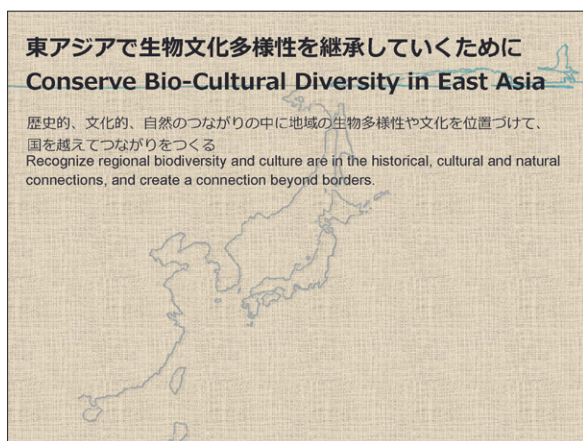 東アジアで生物文化多様性を継承していくために
Conserve Bio-Cultural Diversity in East Asia
歴史的、文化的、自然のつながりの中に地域の生物多様性や文化を位置づけて、
国を越えてつながりをつくる
Recognize regional biodiversity and culture are in the historical, cultural and natural
connections, and create a connection beyond borders.